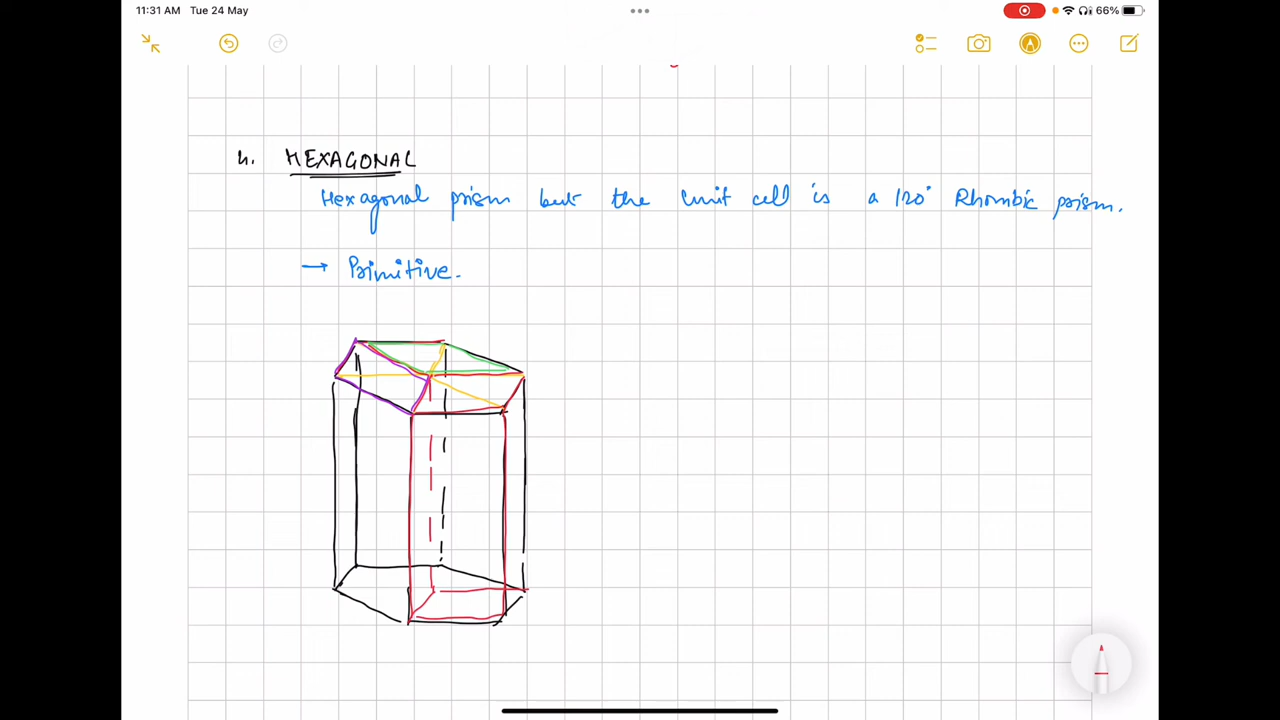 11:31 AM Tue 24 May
66%
4. HEXAGONAL
Hexagonal prism but the Unit cell is a 120° Rhombic prism.
→ Primitive.